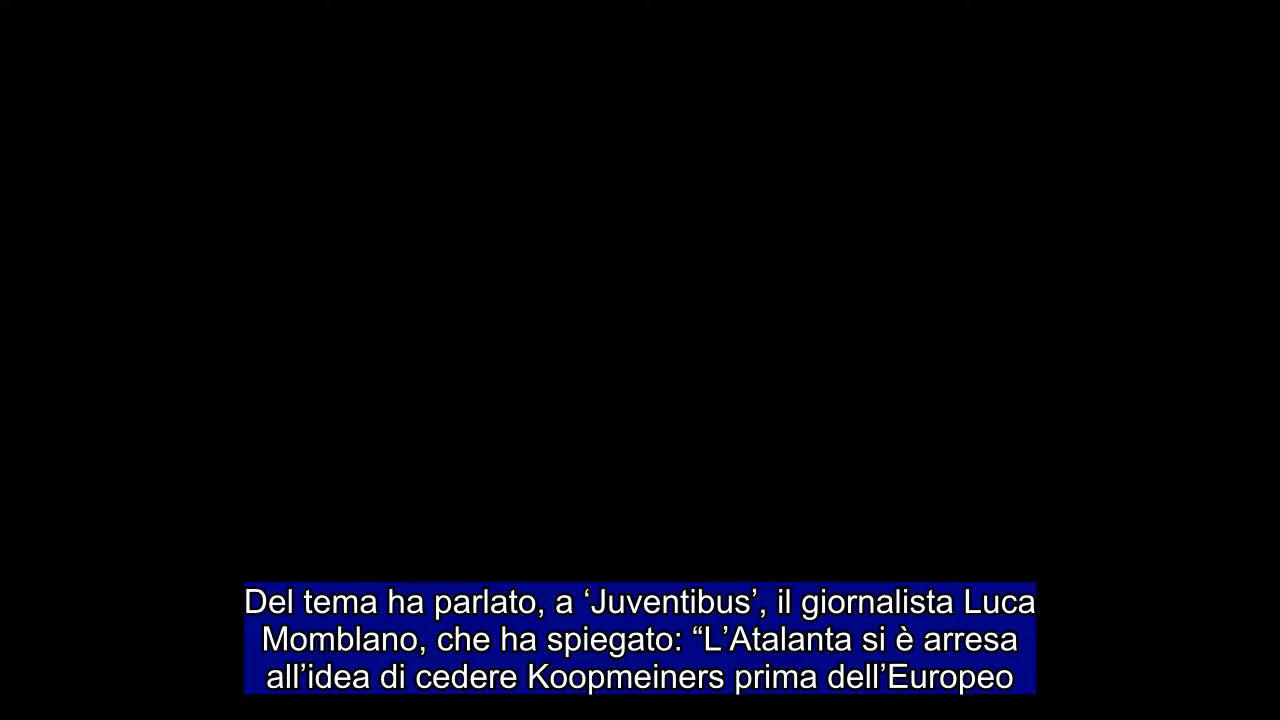 Del tema ha parlato, a ‘Juventibus’, il giornalista Luca
Momblano, che ha spiegato: “L’Atalanta si è arresa
all’idea di cedere Koopmeiners prima dell’Europeo